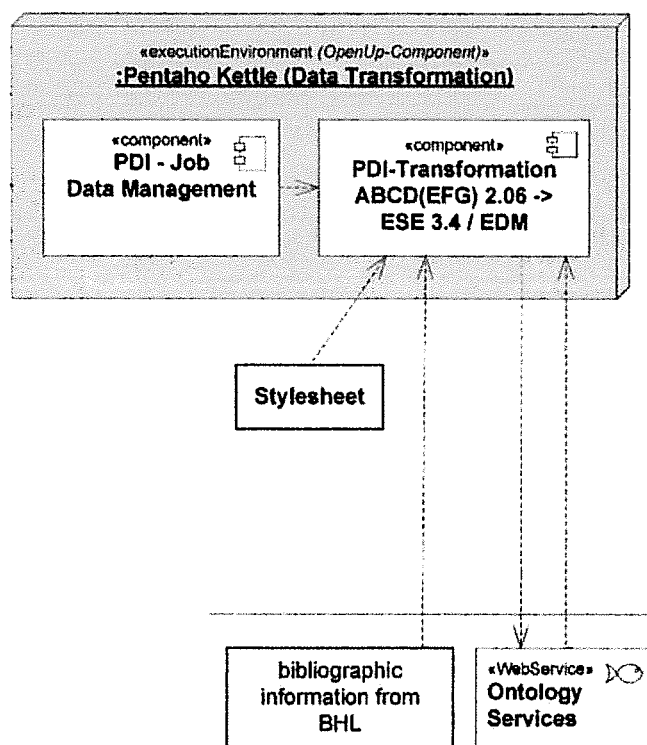 «executionEnvironment (OpenUp-Component)»
:Pentaho Kettle (Data Transformation)
«component»
PDI - Job
Data Management
«component»
PDI-Transformation
ABCD(EFG) 2.06 ->
ESE 3.4 / EDM
Stylesheet
bibliographic
information from
BHL
«WebService»
Ontology
Services